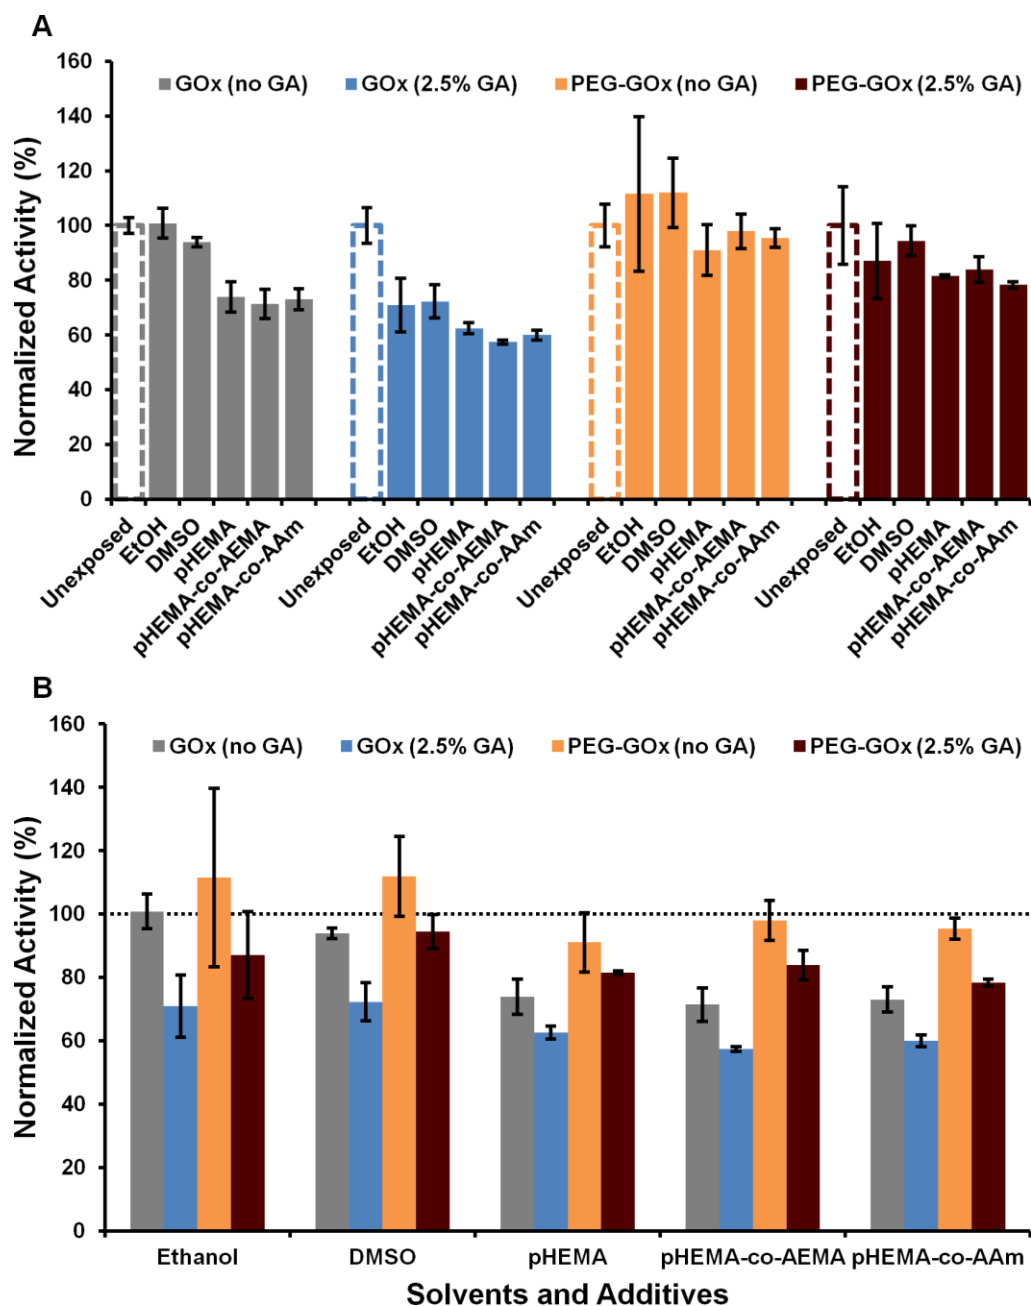 A
Normalized Activity (%)
160
140
120
100
80
60
40
20
0
GOx (no GA) GOx (2.5% GA) PEG-GOx (no GA) PEG-GOx (2.5% GA)
Unexposed
EtOH
DMSO
pHEMA
pHEMA-co-AEMA
pHEMA-co-AAm
Unexposed
EtOH
DMSO
pHEMA
pHEMA-co-AEMA
pHEMA-co-AAm
Unexposed
EtOH
DMSO
pHEMA
pHEMA-co-AEMA
pHEMA-co-AAm
Unexposed
EtOH
DMSO
pHEMA
pHEMA-co-AEMA
pHEMA-co-AAm
B
Normalized Activity (%)
160
140
120
100
80
60
40
20
0
GOx (no GA) GOx (2.5% GA) PEG-GOx (no GA) PEG-GOx (2.5% GA)
Ethanol DMSO pHEMA pHEMA-co-AEMA pHEMA-co-AAm
Solvents and Additives